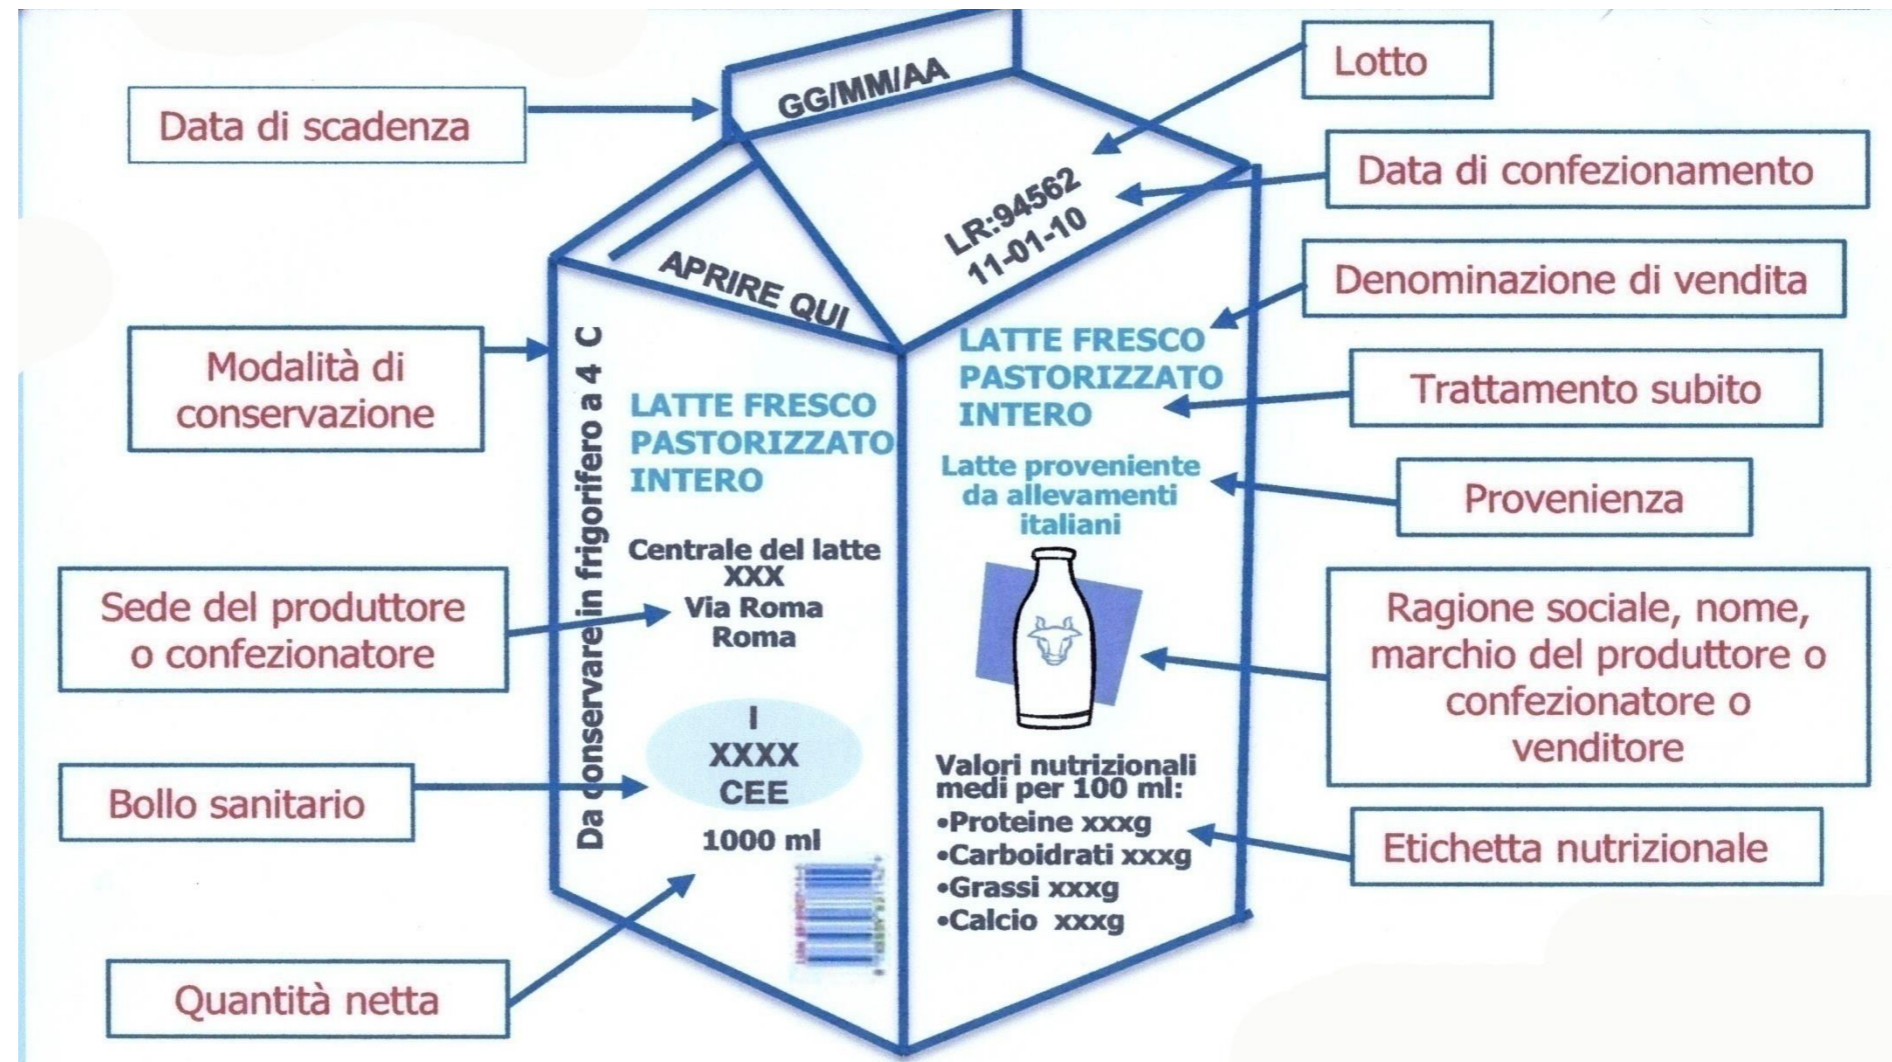 GG/MM/AA
Lotto
Data di scadenza
Data di confezionamento
LR:94562
11-01-10
APRIRE QUI
Denominazione di vendita
Modalità di
conservazione
Da conservare in frigorifero a 4 C
LATTE FRESCO
PASTORIZZATO
INTERO
LATTE FRESCO
PASTORIZZATO
INTERO
Trattamento subito
Latte proveniente
da allevamenti
italiani
Provenienza
Centrale del latte
XXX
Via Roma
Roma
Sede del produttore
o confezionatore
Ragione sociale, nome,
marchio del produttore o
confezionatore o
venditore
I
XXXX
CEE
Bollo sanitario
1000 ml
Valori nutrizionali
medi per 100 ml:
•Proteine xxxg
•Carboidrati xxxg
•Grassi xxxg
•Calcio xxxg
Etichetta nutrizionale
Quantità netta